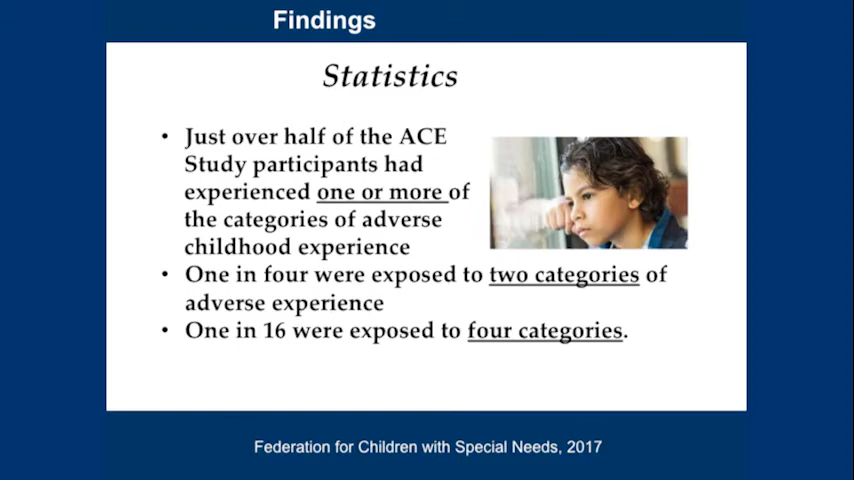 Findings
Statistics
• Just over half of the ACE
Study participants had
experienced one or more of
the categories of adverse
childhood experience
• One in four were exposed to two categories of
adverse experience
• One in 16 were exposed to four categories.
Federation for Children with Special Needs, 2017